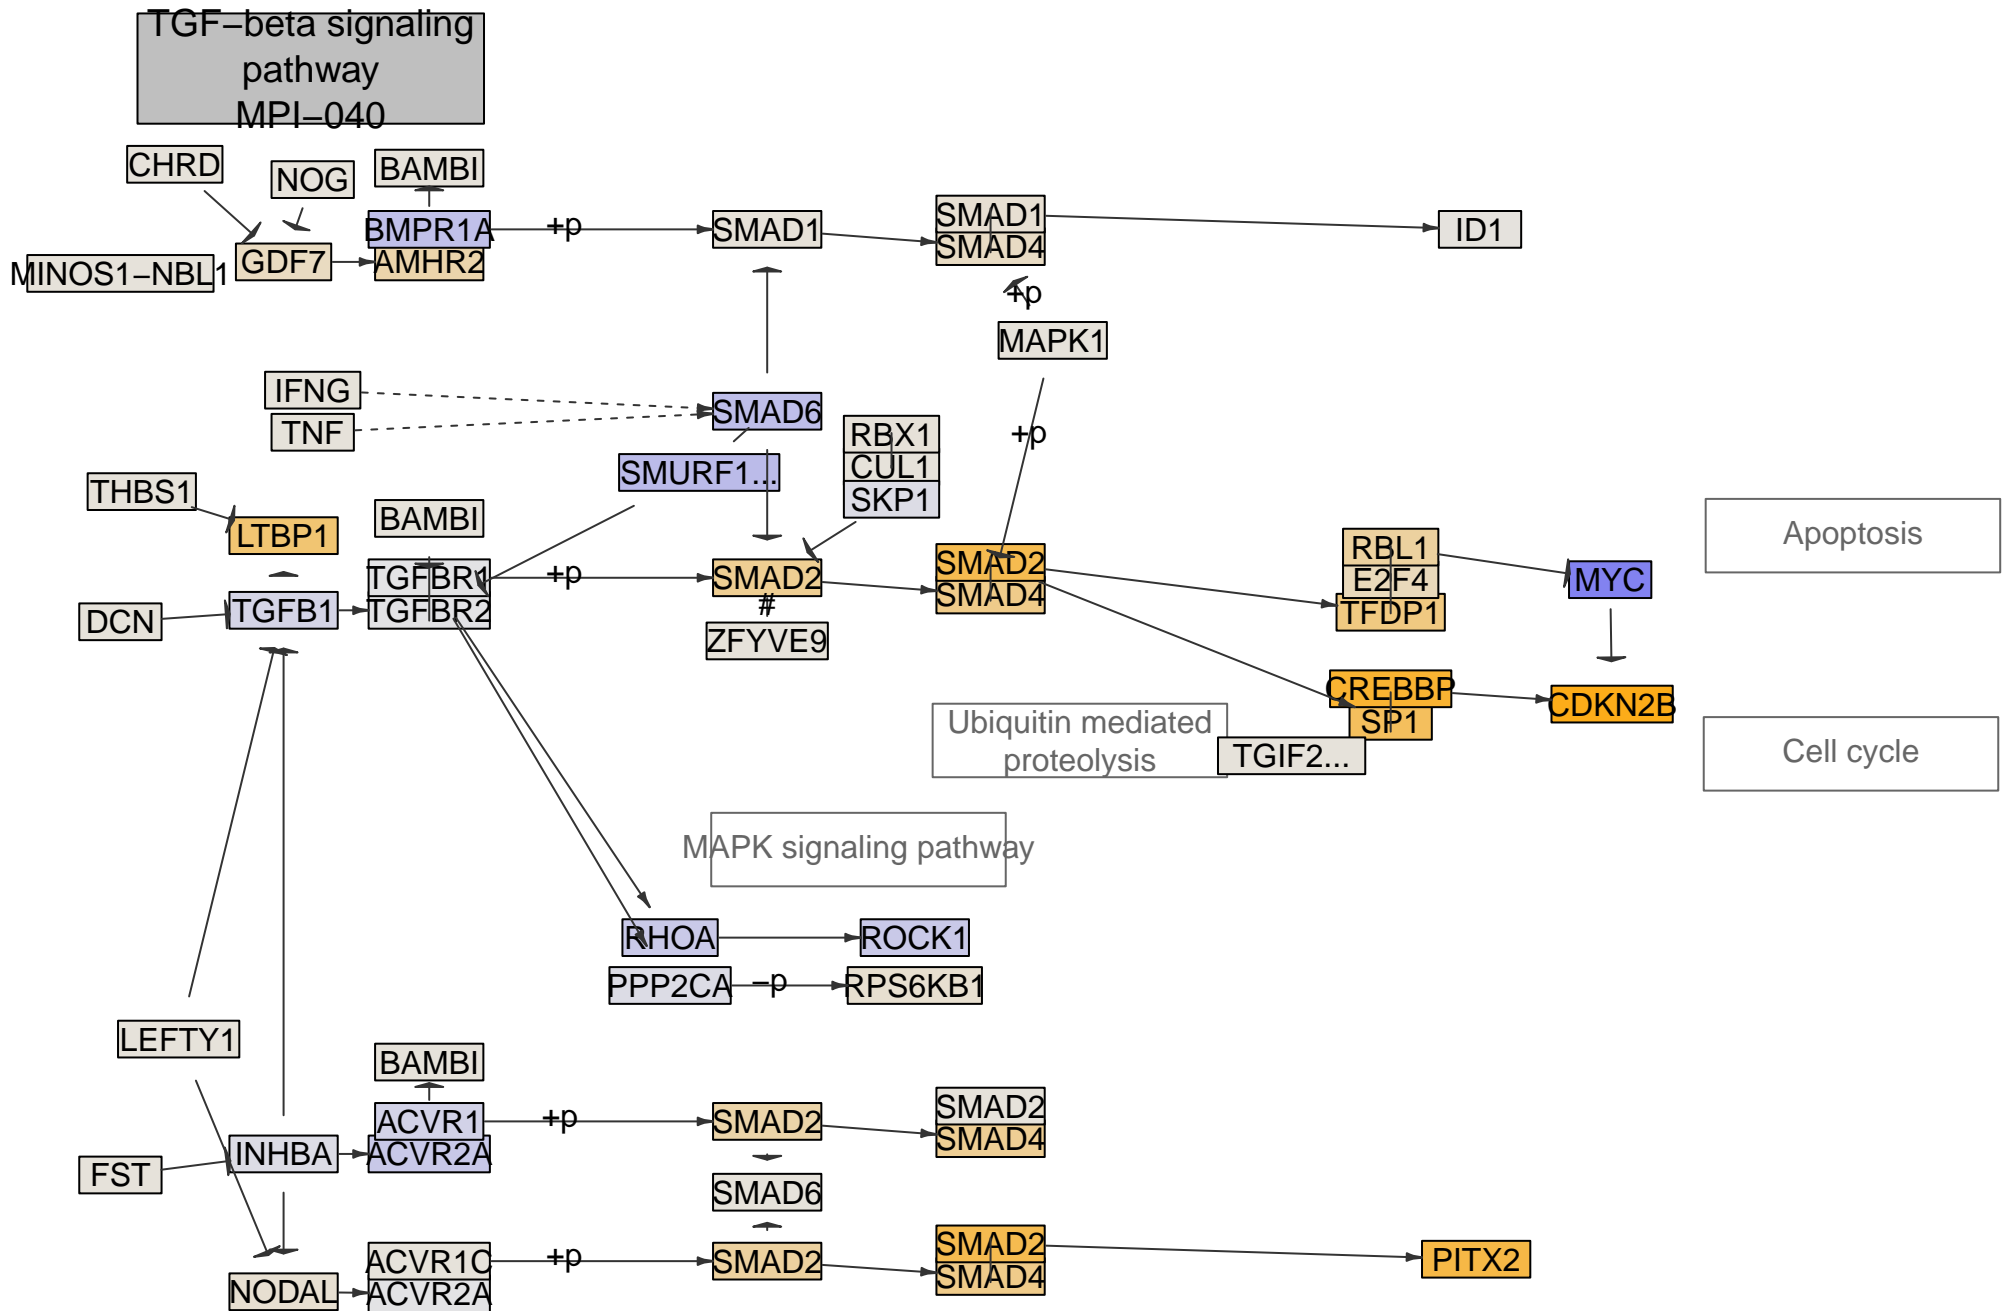 TGF−beta signaling
pathway
MPI−040
CHRD
NOG
BAMBI
BMPR1A
+p
SMAD1
SMAD1
SMAD4
ID1
MINOS1−NBL1
GDF7
AMHR2
+p
MAPK1
IFNG
TNF
SMAD6
RBX1
CUL1
SKP1
+p
SMURF1...
THBS1
LTBP1
BAMBI
TGFBR1
TGFBR2
+p
SMAD2
#
ZFYVE9
SMAD2
SMAD4
RBL1
E2F4
TFDP1
MYC
Apoptosis
DCN
TGFB1
CREBBP
SP1
CDKN2B
Ubiquitin mediated
proteolysis
TGIF2...
Cell cycle
MAPK signaling pathway
RHOA
ROCK1
PPP2CA
−p
RPS6KB1
LEFTY1
BAMBI
ACVR1
ACVR2A
+p
SMAD2
SMAD2
SMAD4
FST
INHBA
SMAD6
ACVR1C
ACVR2A
+p
SMAD2
SMAD2
SMAD4
PITX2
NODAL